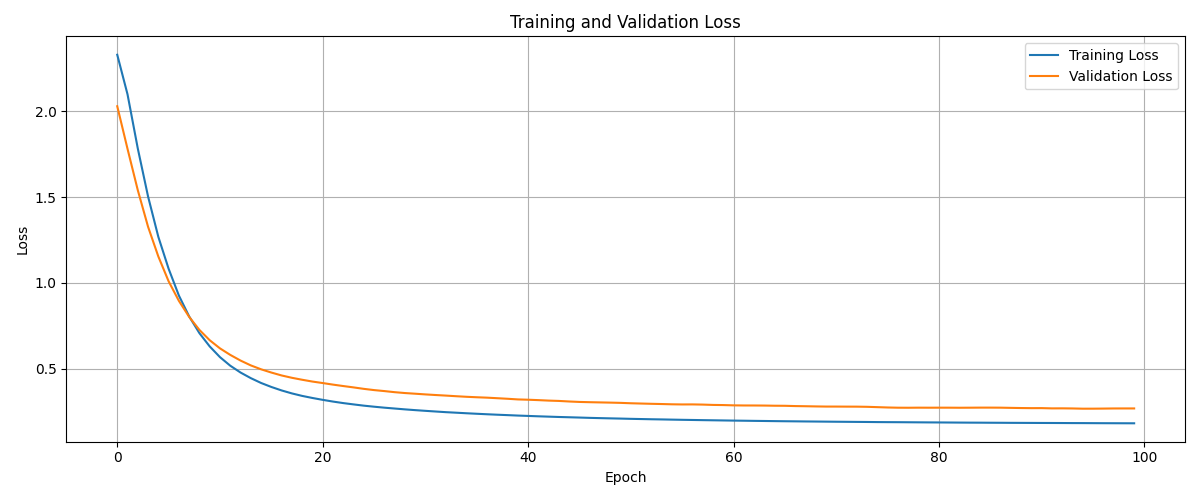 Training and Validation Loss
Training Loss
Validation Loss
2.0
1.5
1.0
0.5
Loss
0 20 40 60 80 100
Epoch